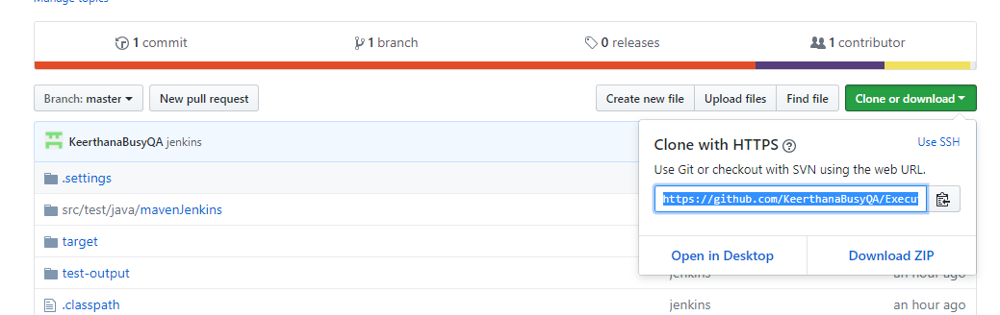 Manage topics
1 commit
1 branch
0 releases
1 contributor
Branch: master
New pull request
Create new file
Upload files
Find file
Clone or download
KeerthanaBusyQA jenkins
Clone with HTTPS ?
Use SSH
Use Git or checkout with SVN using the web URL.
https://github.com/KeerthanaBusyQA/Execu
Open in Desktop
Download ZIP
.settings
src/test/java/mavenJenkins
target
test-output
jenkins
an hour ago
.classpath
jenkins
an hour ago